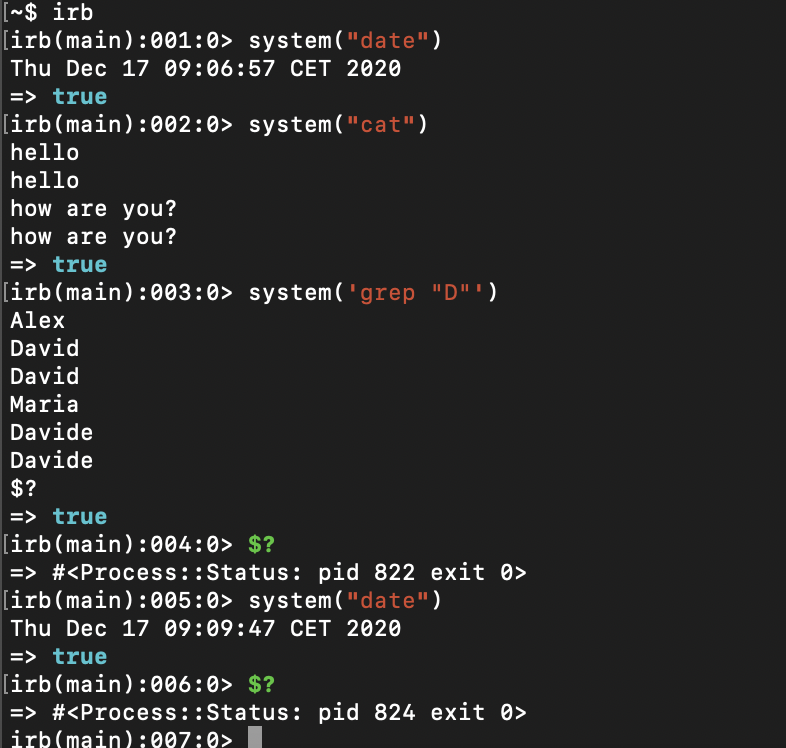 [~$ irb
[irb(main):001:0> system("date")
Thu Dec 17 09:06:57 CET 2020
=> true
[irb(main):002:0> system("cat")
hello
hello
how are you?
how are you?
=> true
[irb(main):003:0> system('grep "D"')
Alex
David
David
Maria
Davide
Davide
$?
=> true
[irb(main):004:0> $?
=> #<Process::Status: pid 822 exit 0>
[irb(main):005:0> system("date")
Thu Dec 17 09:09:47 CET 2020
=> true
[irb(main):006:0> $?
=> #<Process::Status: pid 824 exit 0>
irb(main):007:0>